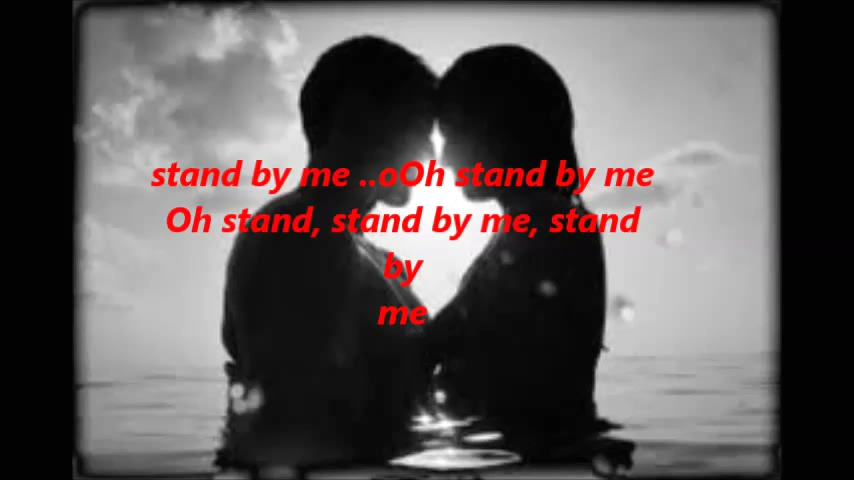 stand by me ..oOh stand by me
Oh stand, stand by me, stand
by
me